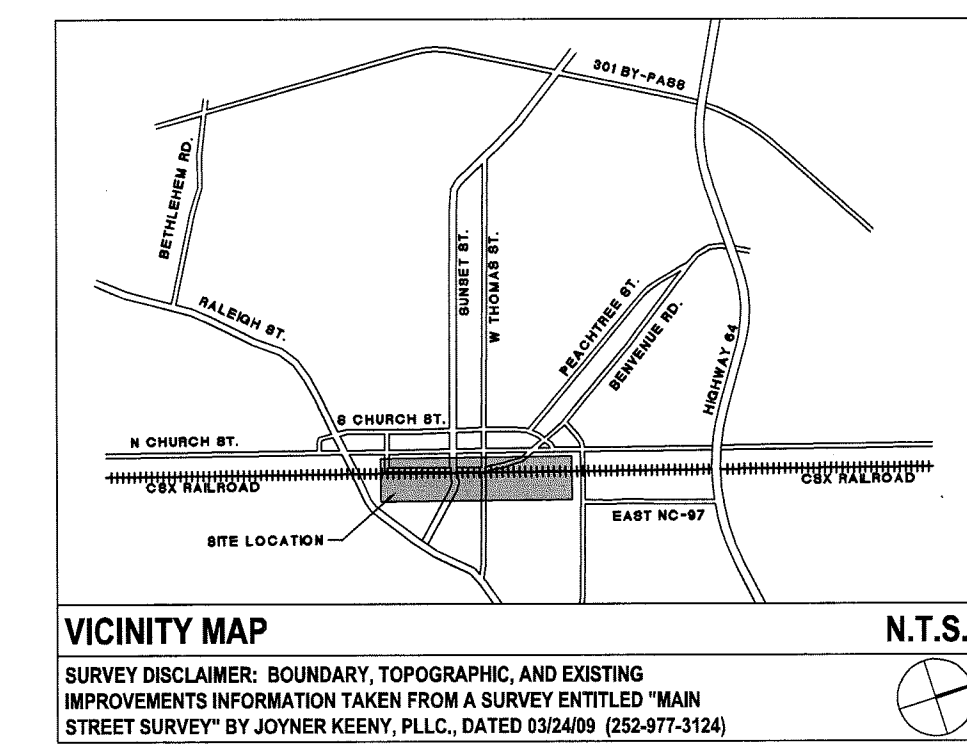 301 BY-PASS
BETHLEHEM RD.
SUNSET ST.
W THOMAS ST.
PEACHTREE ST.
BENVENUE RD.
HIGHWAY 64
RALEIGH ST.
S CHURCH ST.
N CHURCH ST.
CSX RAILROAD
CSX RAILROAD
EAST NC-97
SITE LOCATION
VICINITY MAP
N.T.S.
SURVEY DISCLAIMER: BOUNDARY, TOPOGRAPHIC, AND EXISTING
IMPROVEMENTS INFORMATION TAKEN FROM A SURVEY ENTITLED "MAIN
STREET SURVEY" BY JOYNER KEENY, PLLC., DATED 03/24/09 (252-977-3124)